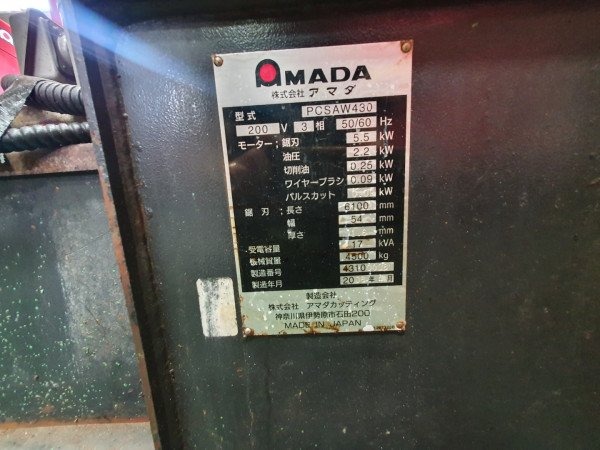 AMADA
株式会社 アマダ
型式 PCSAW430
200 V 3 相 50/60 Hz
モーター；鋸刃 5.5 kW
油圧 2.2 kW
切削油 0.25 kW
ワイヤーブラシ 0.09 kW
パルスカット kW
鋸刃；長さ 6100 mm
幅 54 mm
厚さ mm
受電容量 17 kVA
機械質量 4500 kg
製造番号 4310
製造年月 20 年 月
製造会社
株式会社 アマダカッティング
神奈川県伊勢原市石田200
MADE IN JAPAN